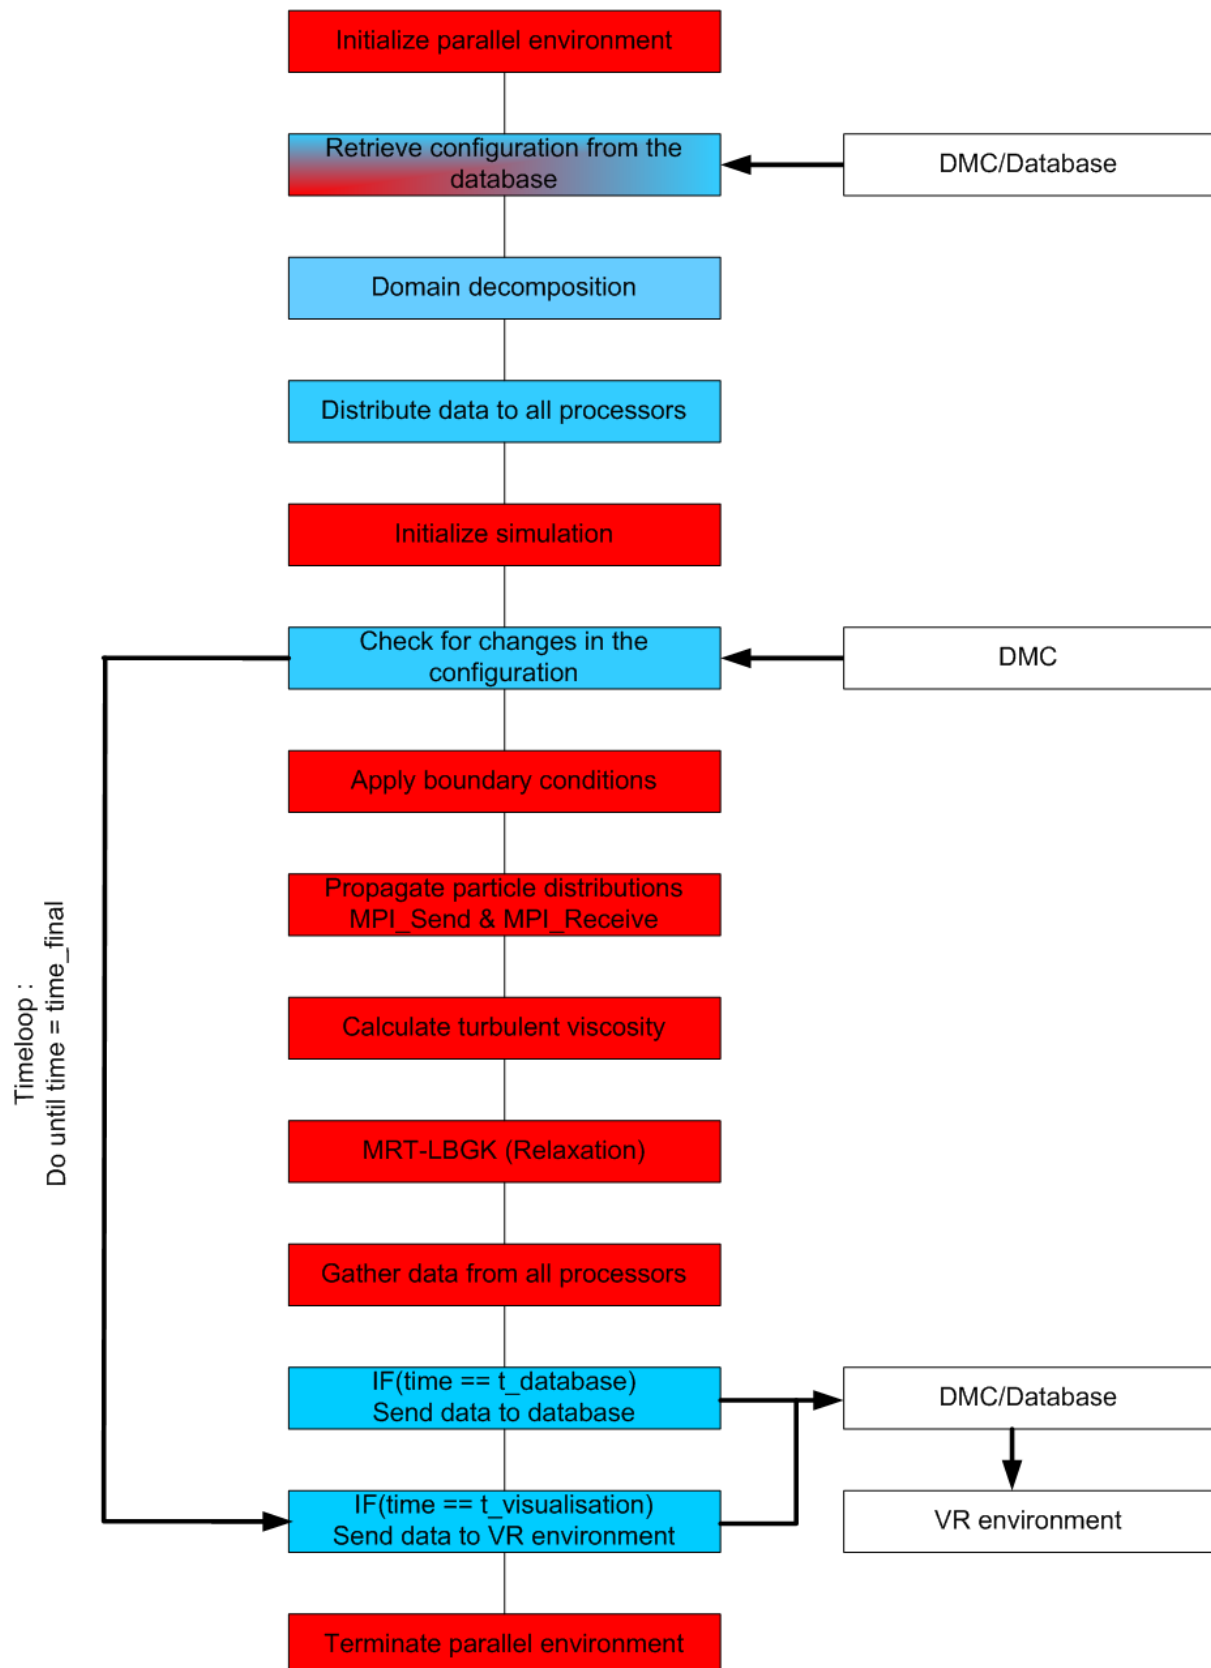 Initialize parallel environment
Retrieve configuration from the
database
DMC/Database
Domain decomposition
Distribute data to all processors
Initialize simulation
Check for changes in the
configuration
DMC
Apply boundary conditions
Propagate particle distributions
MPI_Send & MPI_Receive
Timeloop :
Do until time = time_final
Calculate turbulent viscosity
MRT-LBGK (Relaxation)
Gather data from all processors
IF(time == t_database)
Send data to database
DMC/Database
IF(time == t_visualisation)
Send data to VR environment
VR environment
Terminate parallel environment